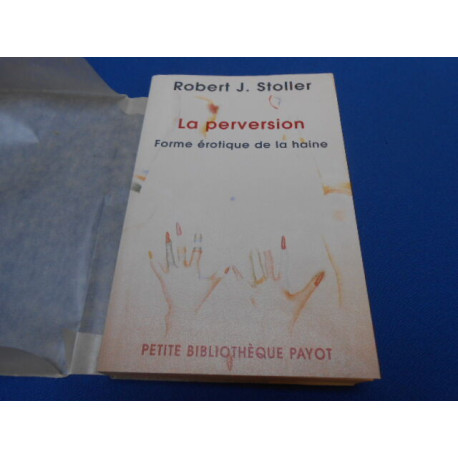 Robert J. Stoller
La perversion
Forme érotique de la haine
PETITE BIBLIOTHÈQUE PAYOT